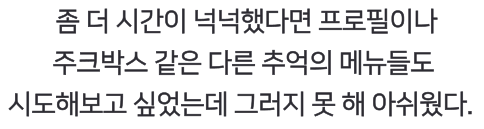 좀 더 시간이 넉넉했다면 프로필이나
주크박스 같은 다른 추억의 메뉴들도
시도해보고 싶었는데 그러지 못 해 아쉬웠다.